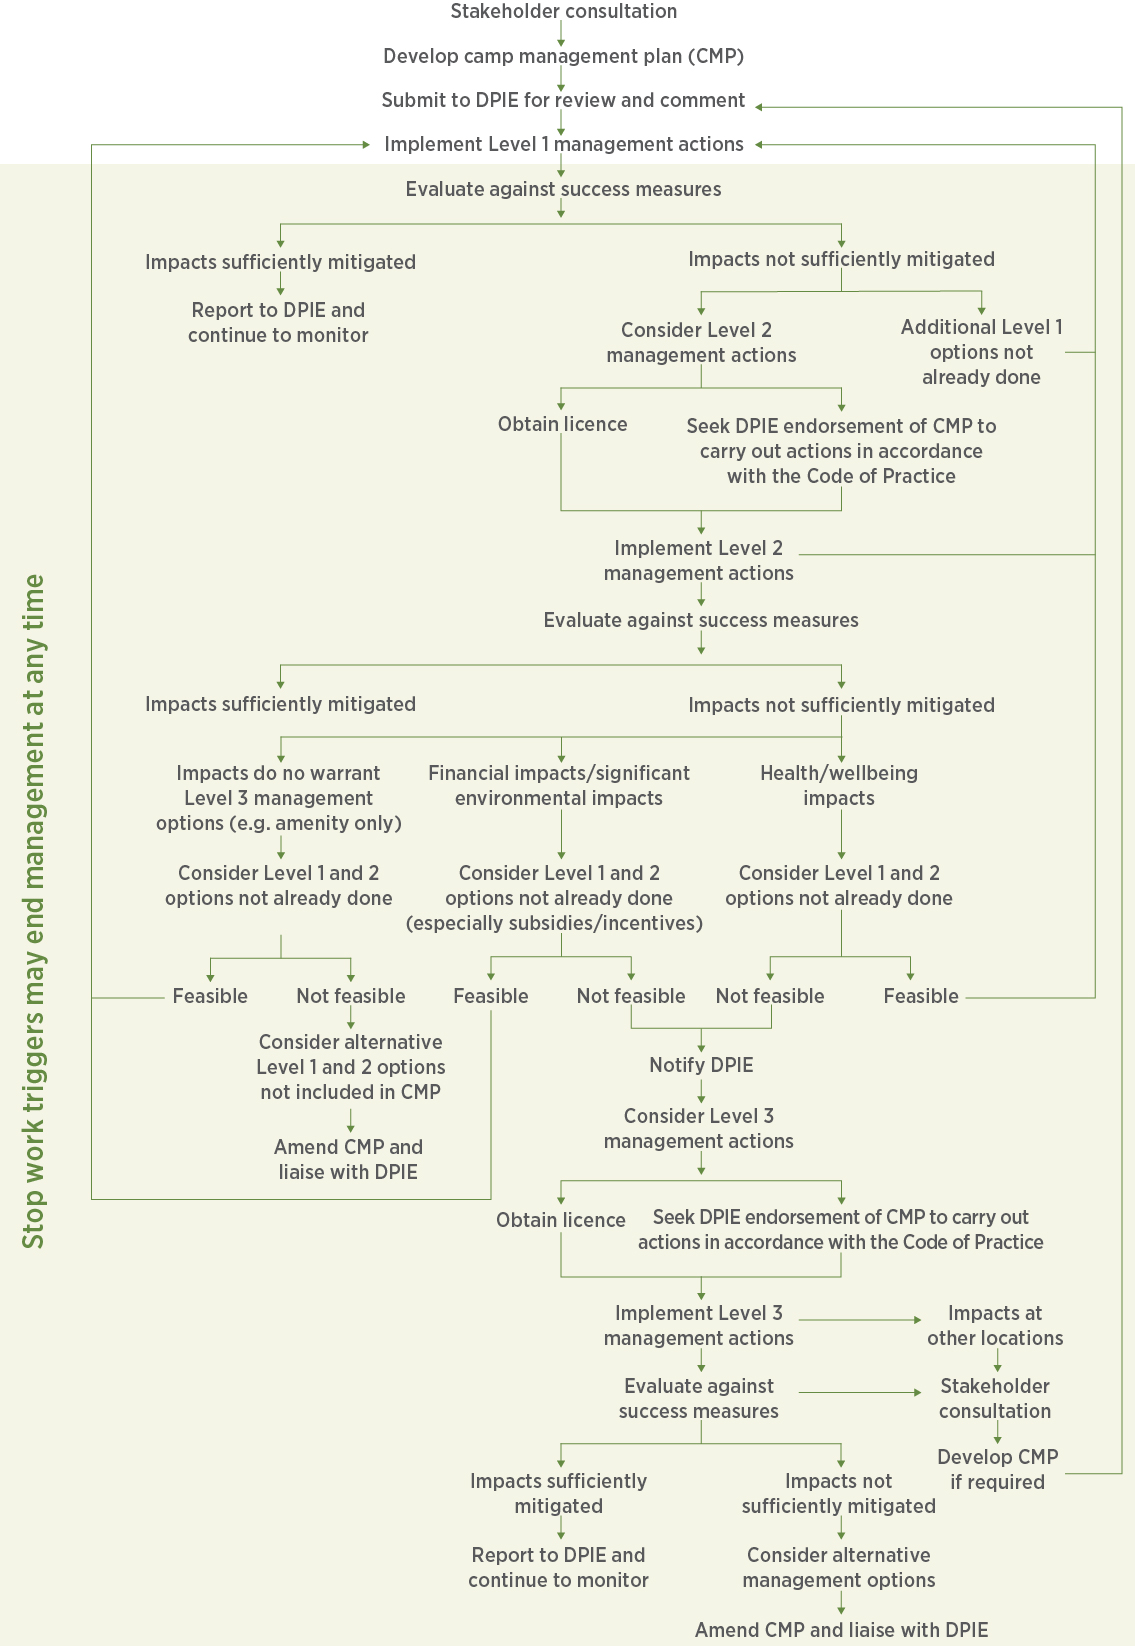 Stakeholder consultation
Develop camp management plan (CMP)
Submit to DPIE for review and comment
Implement Level 1 management actions
Evaluate against success measures
Impacts sufficiently mitigated
Report to DPIE and
continue to monitor
Impacts not sufficiently mitigated
Consider Level 2
management actions
Additional Level 1
options not
already done
Obtain licence
Seek DPIE endorsement of CMP to
carry out actions in accordance
with the Code of Practice
Implement Level 2
management actions
Evaluate against success measures
Impacts sufficiently mitigated
Impacts not sufficiently mitigated
Impacts do no warrant
Level 3 management
options (e.g. amenity only)
Financial impacts/significant
environmental impacts
Health/wellbeing
impacts
Consider Level 1 and 2
options not already done
Consider Level 1 and 2
options not already done
(especially subsidies/incentives)
Consider Level 1 and 2
options not already done
Feasible
Not feasible
Feasible
Not feasible
Not feasible
Feasible
Consider alternative
Level 1 and 2 options
not included in CMP
Amend CMP and
liaise with DPIE
Notify DPIE
Consider Level 3
management actions
Obtain licence
Seek DPIE endorsement of CMP to carry out
actions in accordance with the Code of Practice
Implement Level 3
management actions
Impacts at
other locations
Evaluate against
success measures
Stakeholder
consultation
Develop CMP
if required
Impacts sufficiently
mitigated
Impacts not
sufficiently mitigated
Report to DPIE and
continue to monitor
Consider alternative
management options
Amend CMP and liaise with DPIE
Stop work triggers may end management at any time